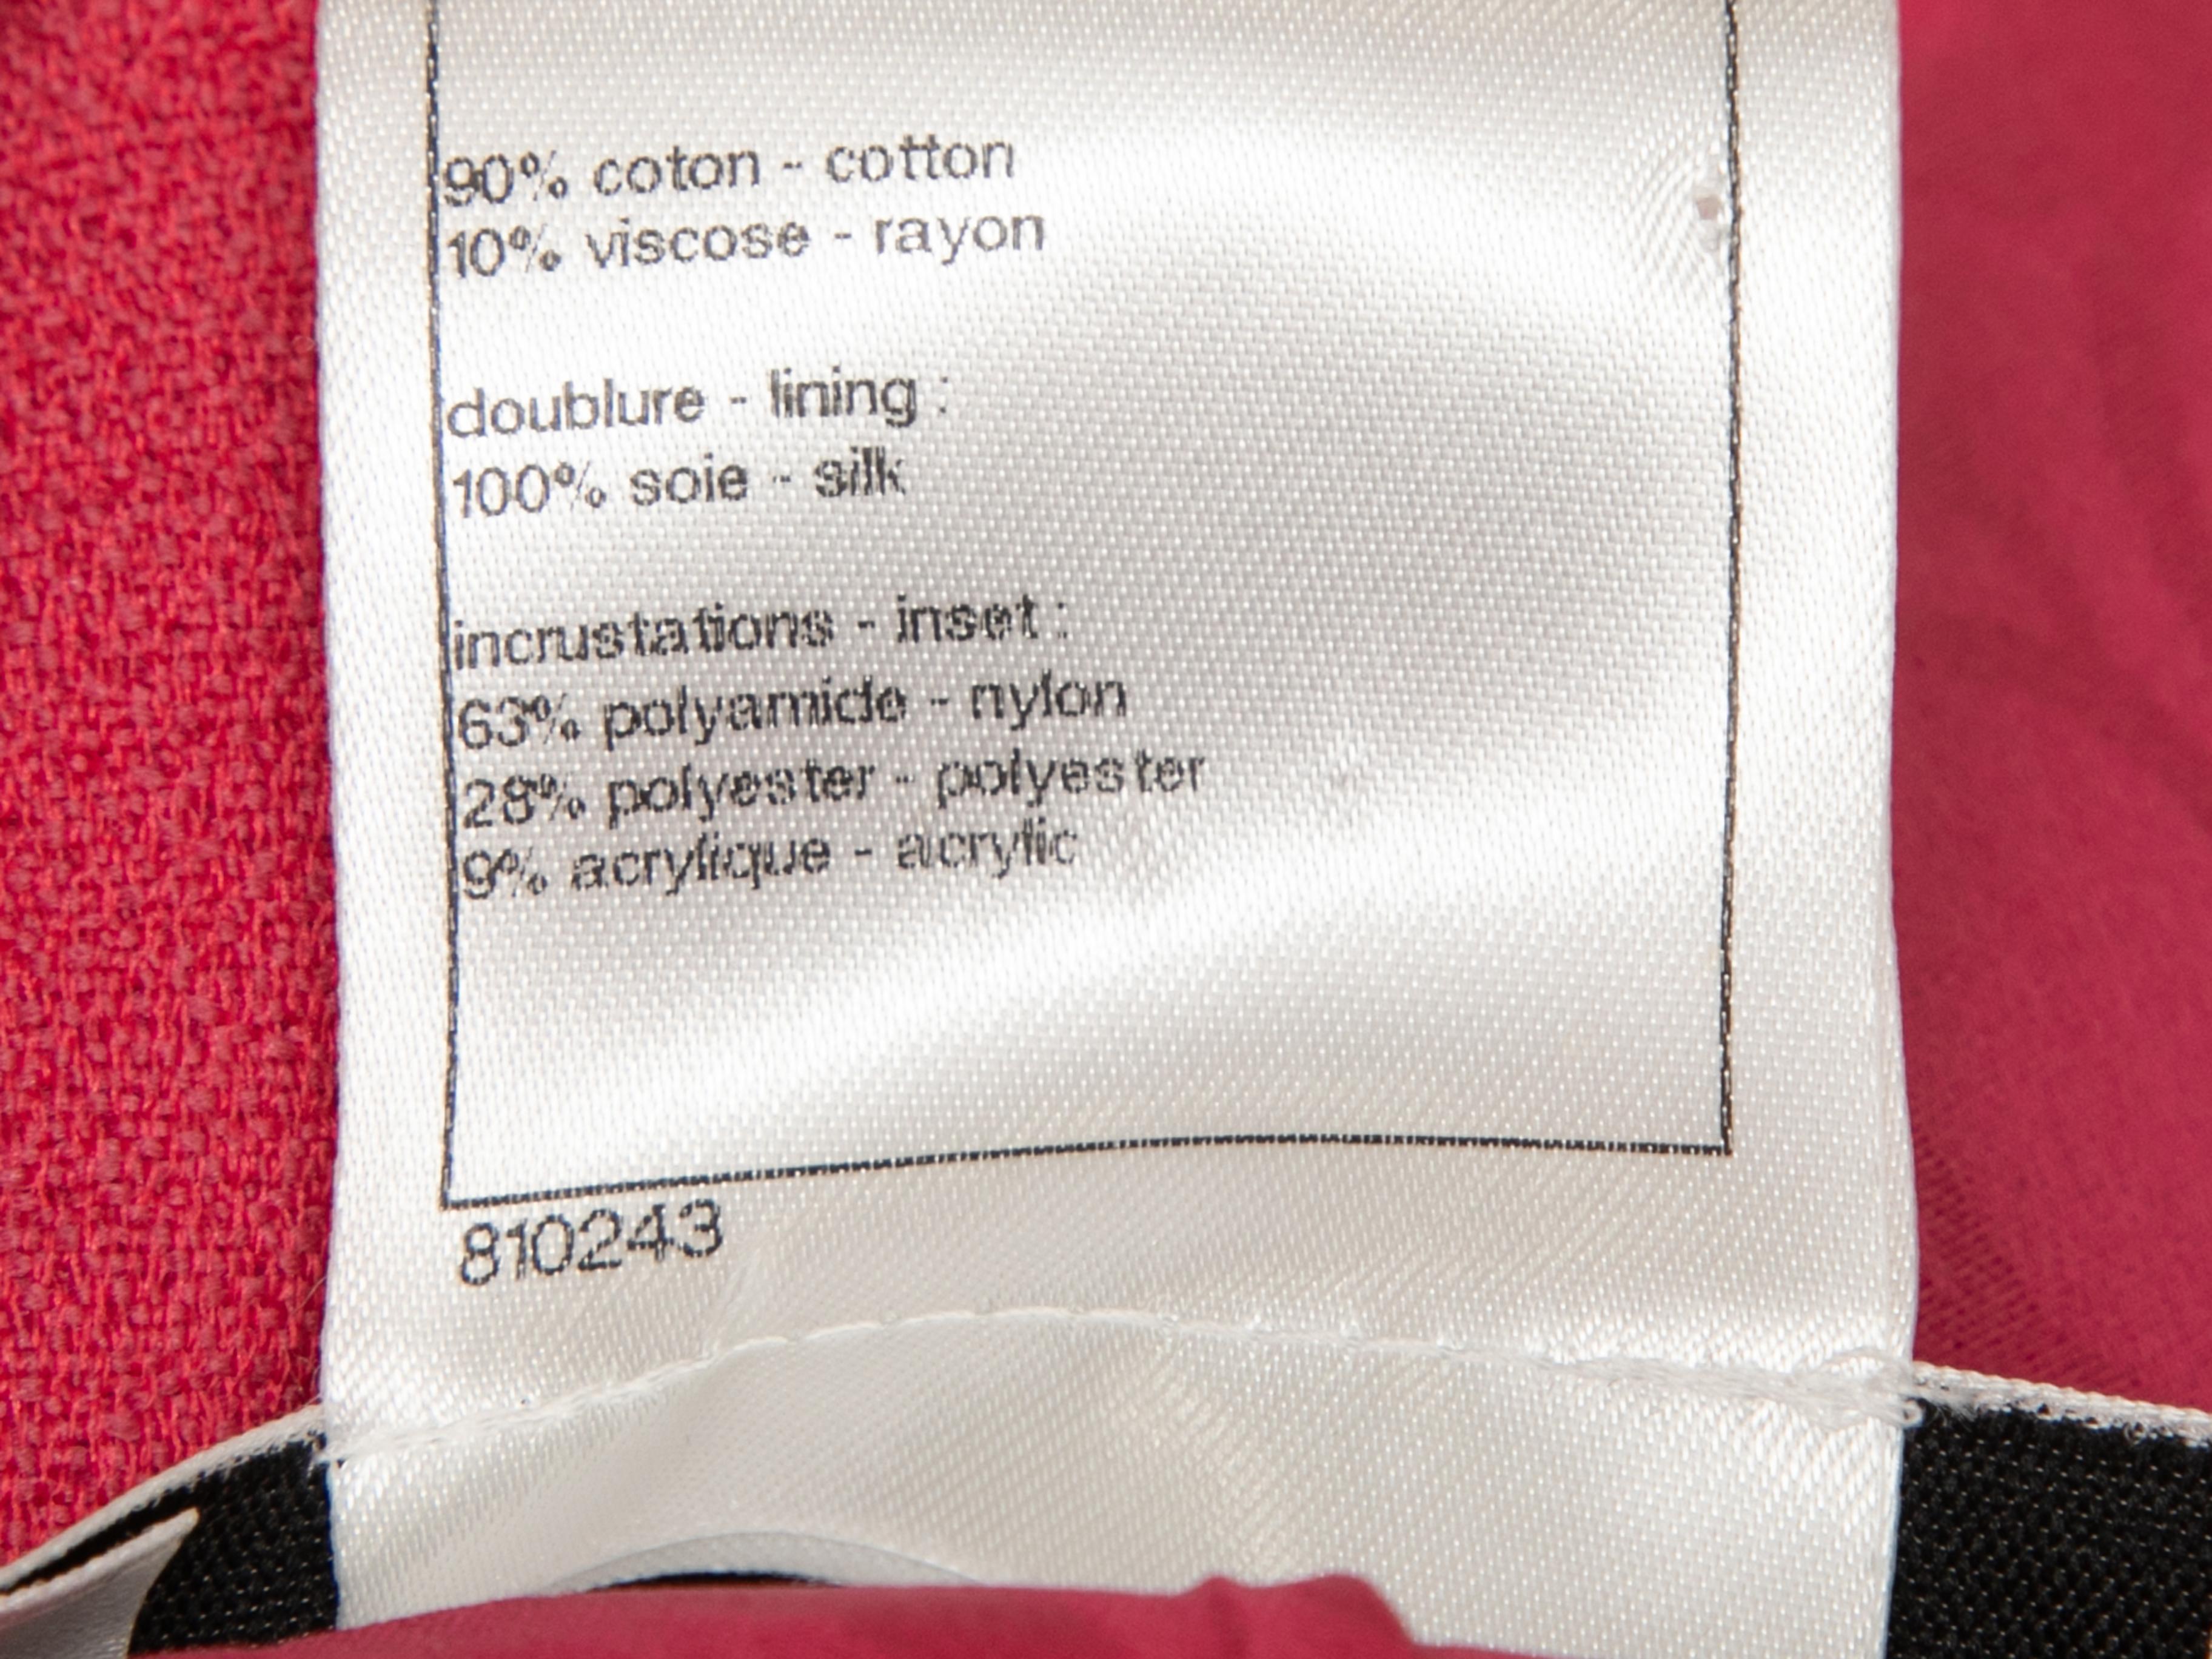 90% coton - cotton
10% viscose - rayon
doublure - lining :
100% soie - silk
incrustations - inset :
63% polyamide - nylon
28% polyester - polyester
9% acrylique - acrylic
810243